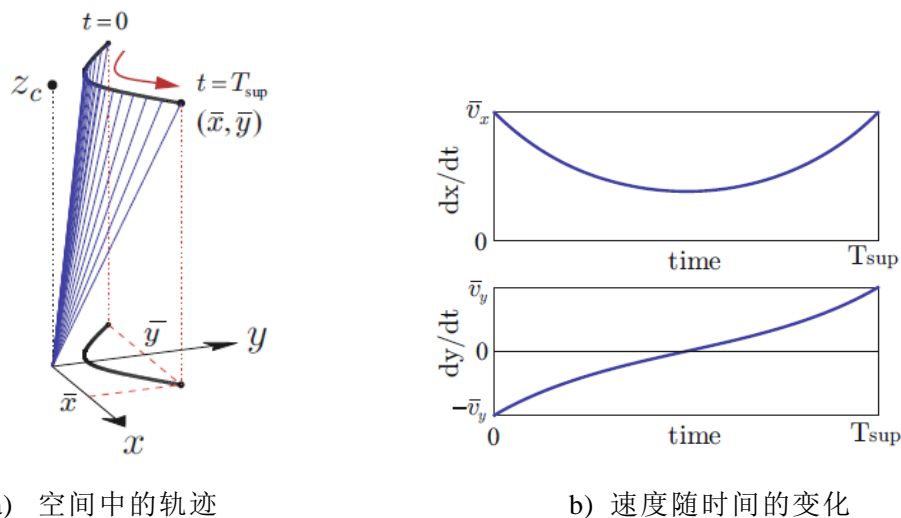 t=0
z_c
t=T_sup
(x̄, ȳ)
ȳ
y
x̄
x
v̄_x
dx/dt
0
time
T_sup
v̄_y
dy/dt
0
−v̄_y
0
time
T_sup
) 空间中的轨迹
b) 速度随时间的变化